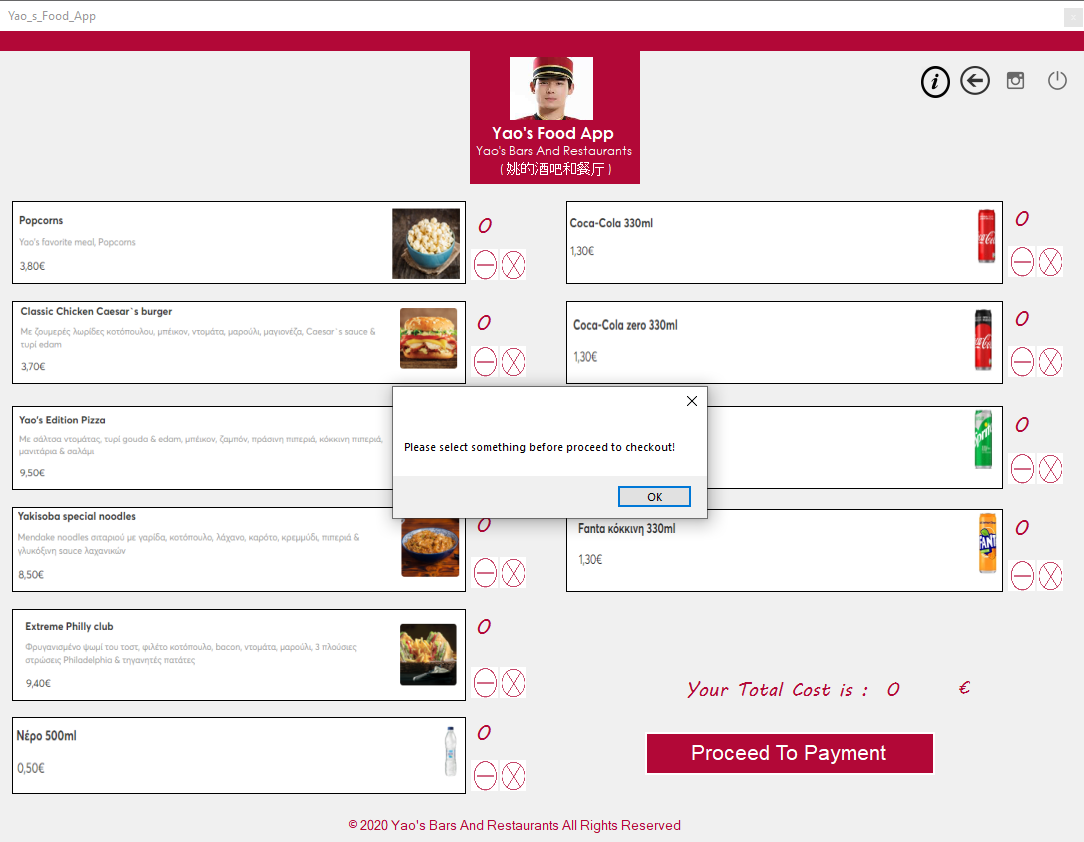 Yao_s_Food_App
Yao's Food App
Yao's Bars And Restaurants
(姚的酒吧和餐厅)
Popcorns
Yao's favorite meal, Popcorns
3,80€
0
Classic Chicken Caesar`s burger
Με ζουμερές λωρίδες κοτόπουλου, μπέικον, ντομάτα, μαρούλι, μαγιονέζα, Caesar`s sauce &
τυρί edam
3,70€
0
Yao's Edition Pizza
Με σάλτσα ντομάτας, τυρί gouda & edam, μπέικον, ζαμπόν, πράσινη πιπεριά, κόκκινη πιπεριά,
μανιτάρια & σαλάμι
9,50€
Yakisoba special noodles
Mendake noodles σιταριού με γαρίδα, κοτόπουλο, λάχανο, καρότο, κρεμμύδι, πιπεριά &
γλυκόξινη sauce λαχανικών
8,50€
0
Extreme Philly club
Φρυγανισμένο ψωμί του τοστ, φιλέτο κοτόπουλο, bacon, ντομάτα, μαρούλι, 3 πλούσιες
στρώσεις Philadelphia & τηγανητές πατάτες
9,40€
0
Νέρο 500ml
0,50€
0
Coca-Cola 330ml
1,30€
0
Coca-Cola zero 330ml
1,30€
0
Sprite
0
Fanta κόκκινη 330ml
1,30€
FANT
0
Please select something before proceed to checkout!
OK
Your Total Cost is : 0 €
Proceed To Payment
© 2020 Yao's Bars And Restaurants All Rights Reserved